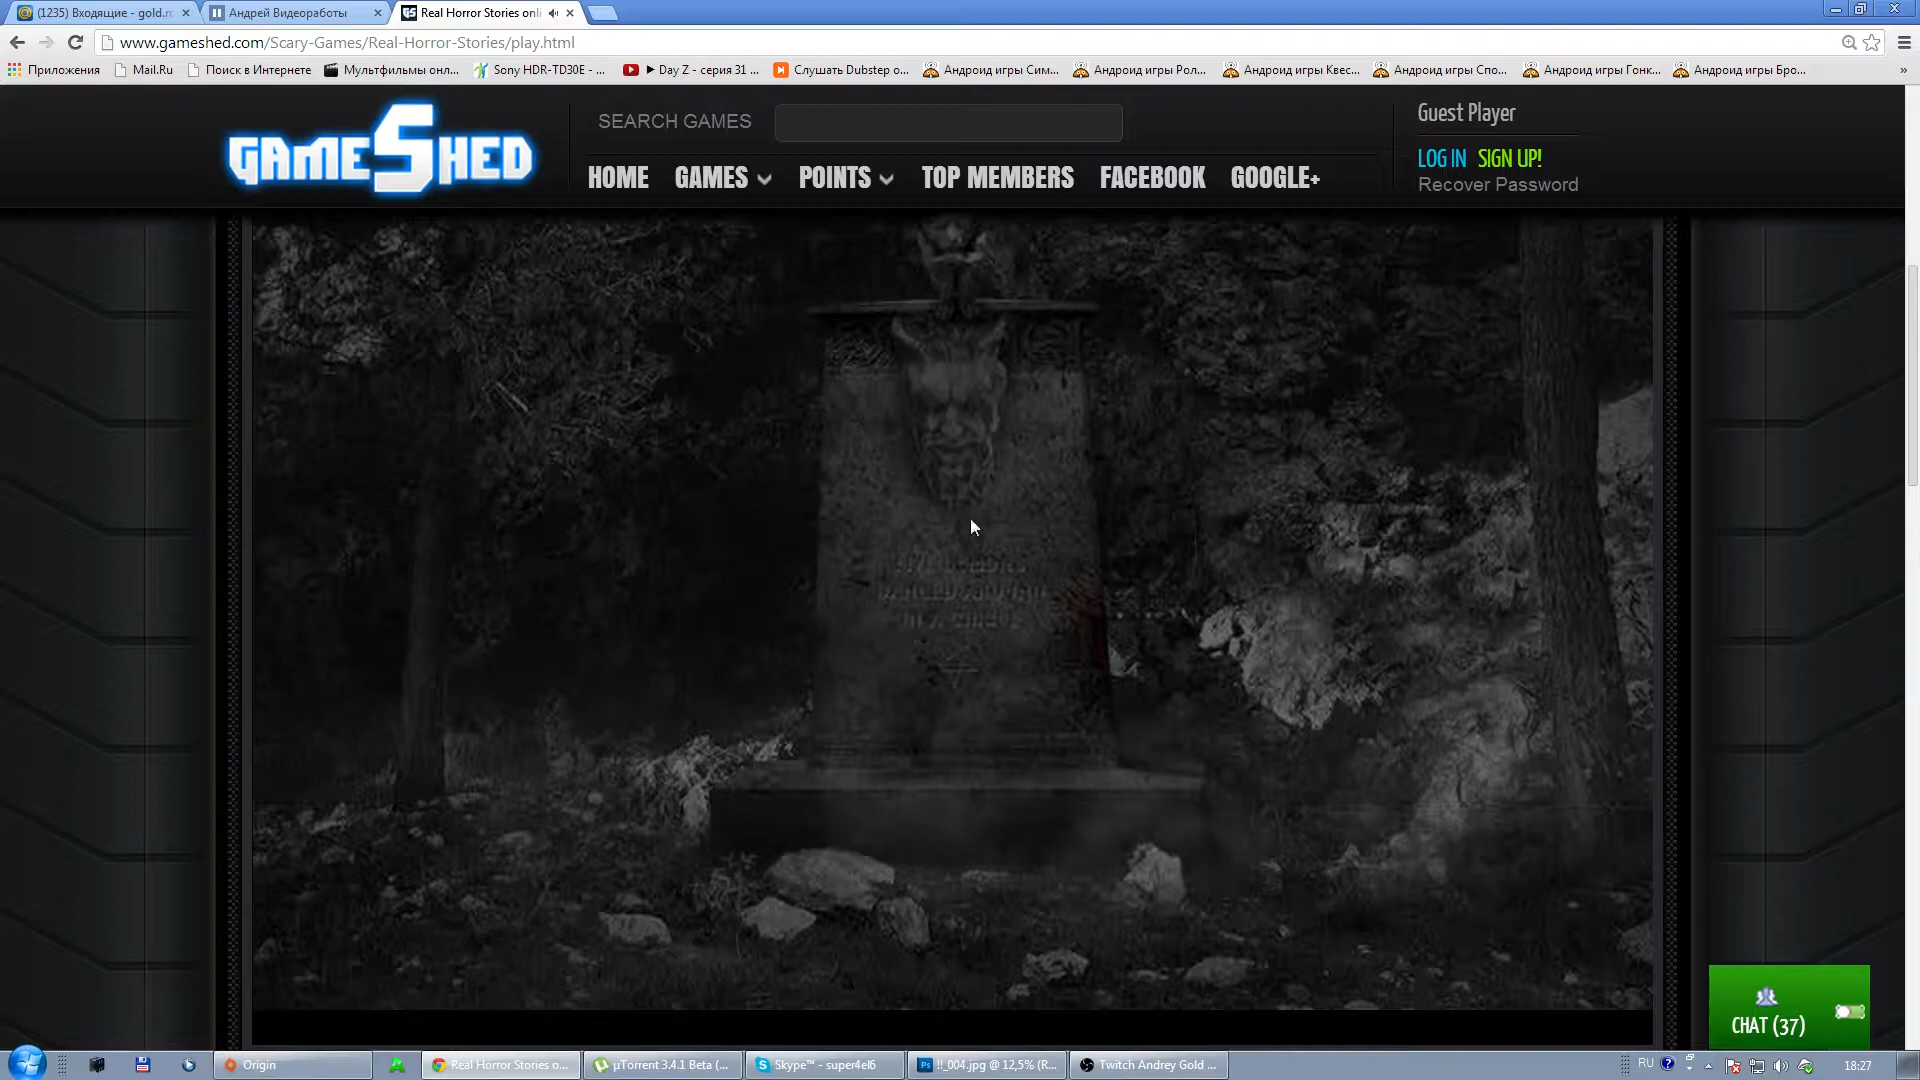 (1235) Входящие - gold.m
Андрей Видеоработы
Real Horror Stories onli
www.gameshed.com/Scary-Games/Real-Horror-Stories/play.html
Приложения
Mail.Ru
Поиск в Интернете
Мультфильмы онл...
Sony HDR-TD30E - ...
Day Z - серия 31 ...
Слушать Dubstep о...
Андроид игры Сим...
Андроид игры Рол...
Андроид игры Квес...
Андроид игры Спо...
Андроид игры Гонк...
Андроид игры Бро...
»
GAMESHED
SEARCH GAMES
Guest Player
HOME
GAMES
POINTS
TOP MEMBERS
FACEBOOK
GOOGLE+
LOG IN SIGN UP!
Recover Password
CHAT (37)
Origin
Real Horror Stories o...
µTorrent 3.4.1 Beta (...
Skype™ - super4el6
!!_004.jpg @ 12,5% (R...
Twitch Andrey Gold ...
RU
18:27